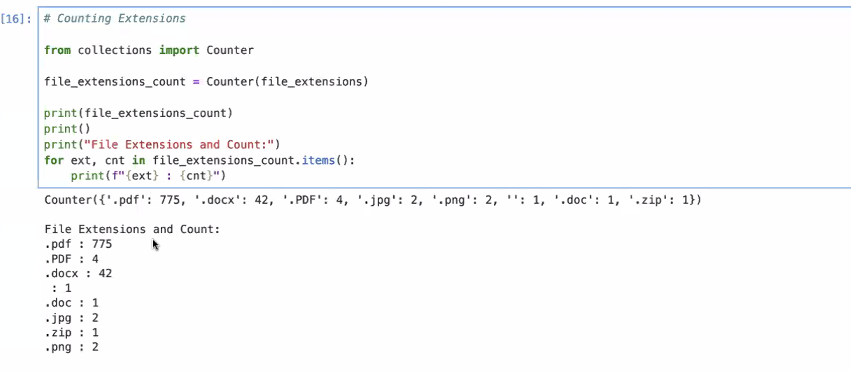 [16]: # Counting Extensions
from collections import Counter
file_extensions_count = Counter(file_extensions)
print(file_extensions_count)
print()
print("File Extensions and Count:")
for ext, cnt in file_extensions_count.items():
    print(f"{ext} : {cnt}")
Counter({'.pdf': 775, '.docx': 42, '.PDF': 4, '.jpg': 2, '.png': 2, '': 1, '.doc': 1, '.zip': 1})
File Extensions and Count:
.pdf : 775
.PDF : 4
.docx : 42
 : 1
.doc : 1
.jpg : 2
.zip : 1
.png : 2